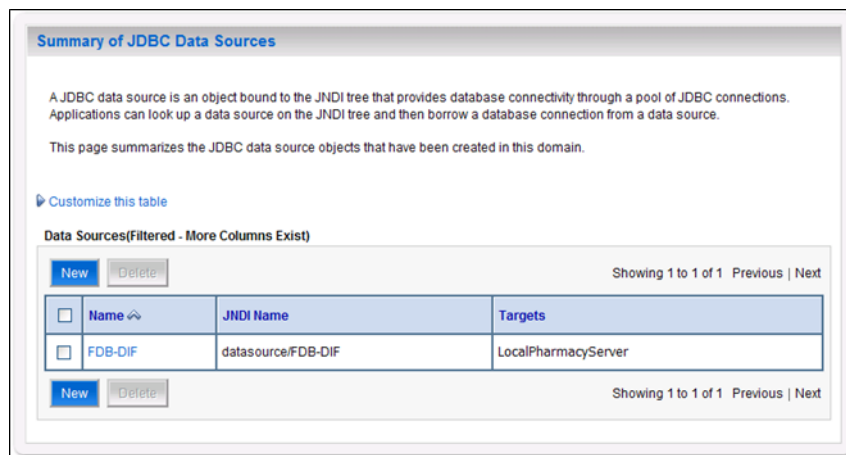 Summary of JDBC Data Sources
A JDBC data source is an object bound to the JNDI tree that provides database connectivity through a pool of JDBC connections.
Applications can look up a data source on the JNDI tree and then borrow a database connection from a data source.
This page summarizes the JDBC data source objects that have been created in this domain.
Customize this table
Data Sources(Filtered - More Columns Exist)
New Delete Showing 1 to 1 of 1 Previous | Next
Name JNDI Name Targets
FDB-DIF datasource/FDB-DIF LocalPharmacyServer
New Delete Showing 1 to 1 of 1 Previous | Next